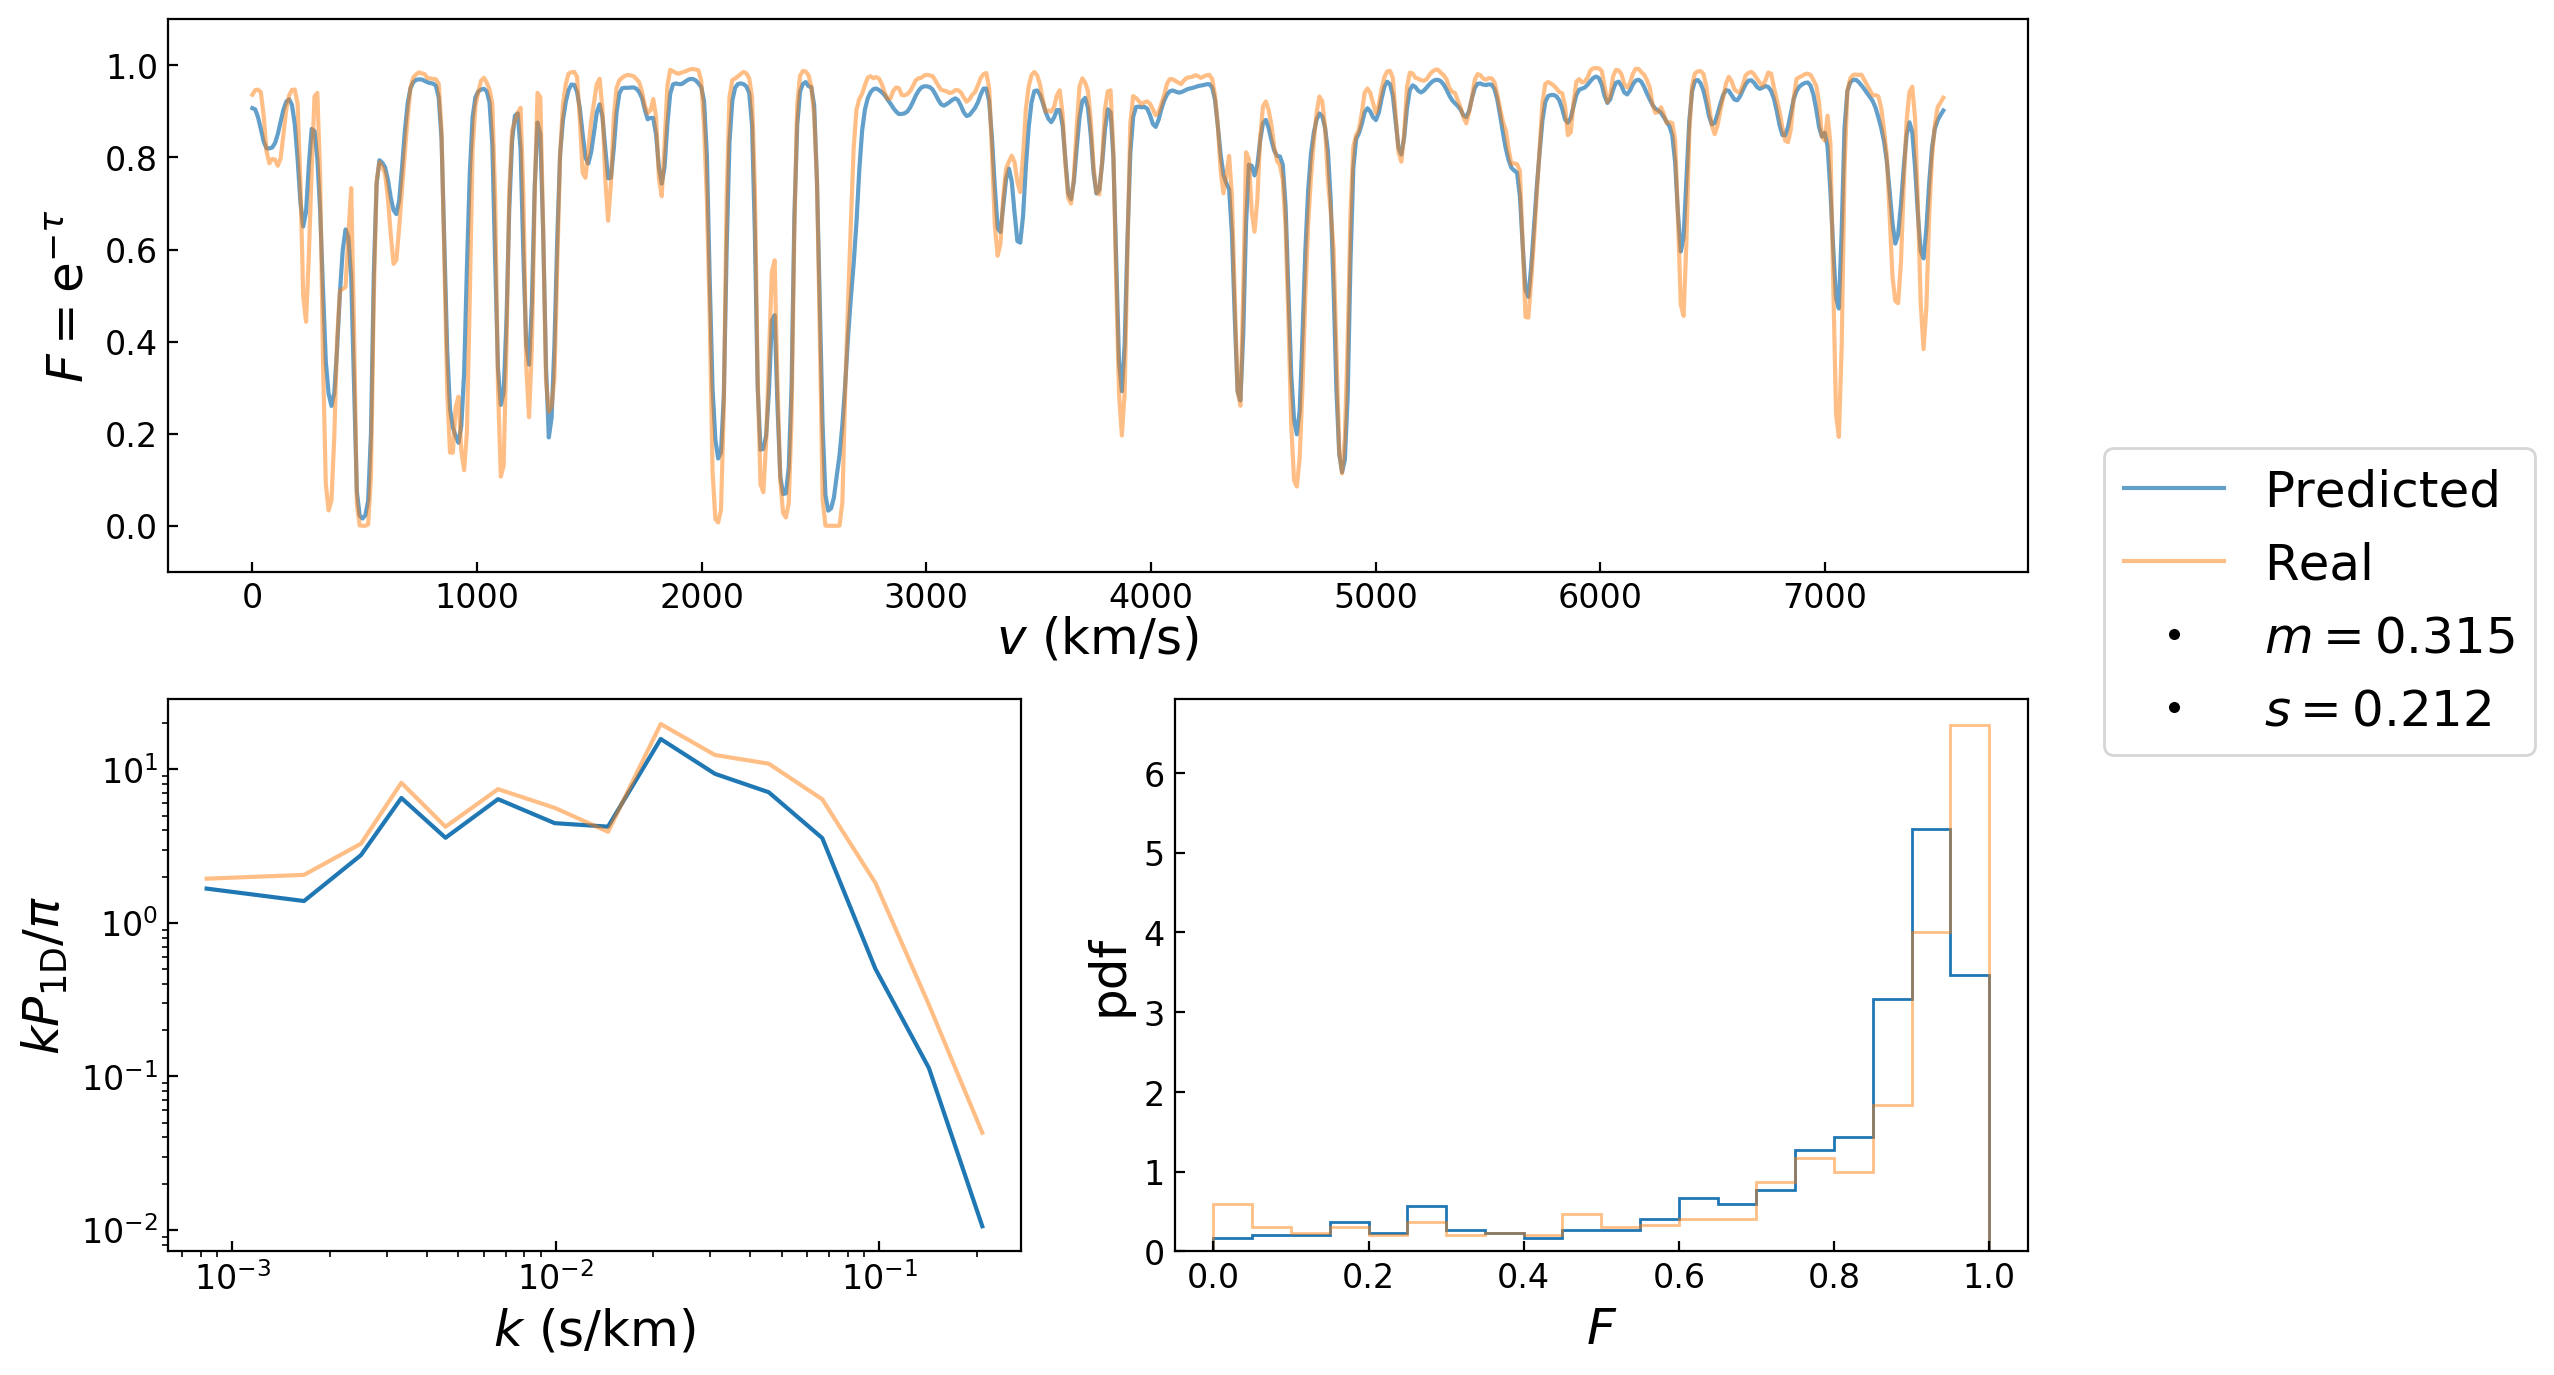 1.0
0.8
0.6
0.4
0.2
0.0
F = e^{−τ}
0 1000 2000 3000 4000 5000 6000 7000
v (km/s)
Predicted
Real
m = 0.315
s = 0.212
10^1
10^0
10^{−1}
10^{−2}
kP_{1D}/π
10^{−3} 10^{−2} 10^{−1}
k (s/km)
6
5
4
3
2
1
0
pdf
0.0 0.2 0.4 0.6 0.8 1.0
F